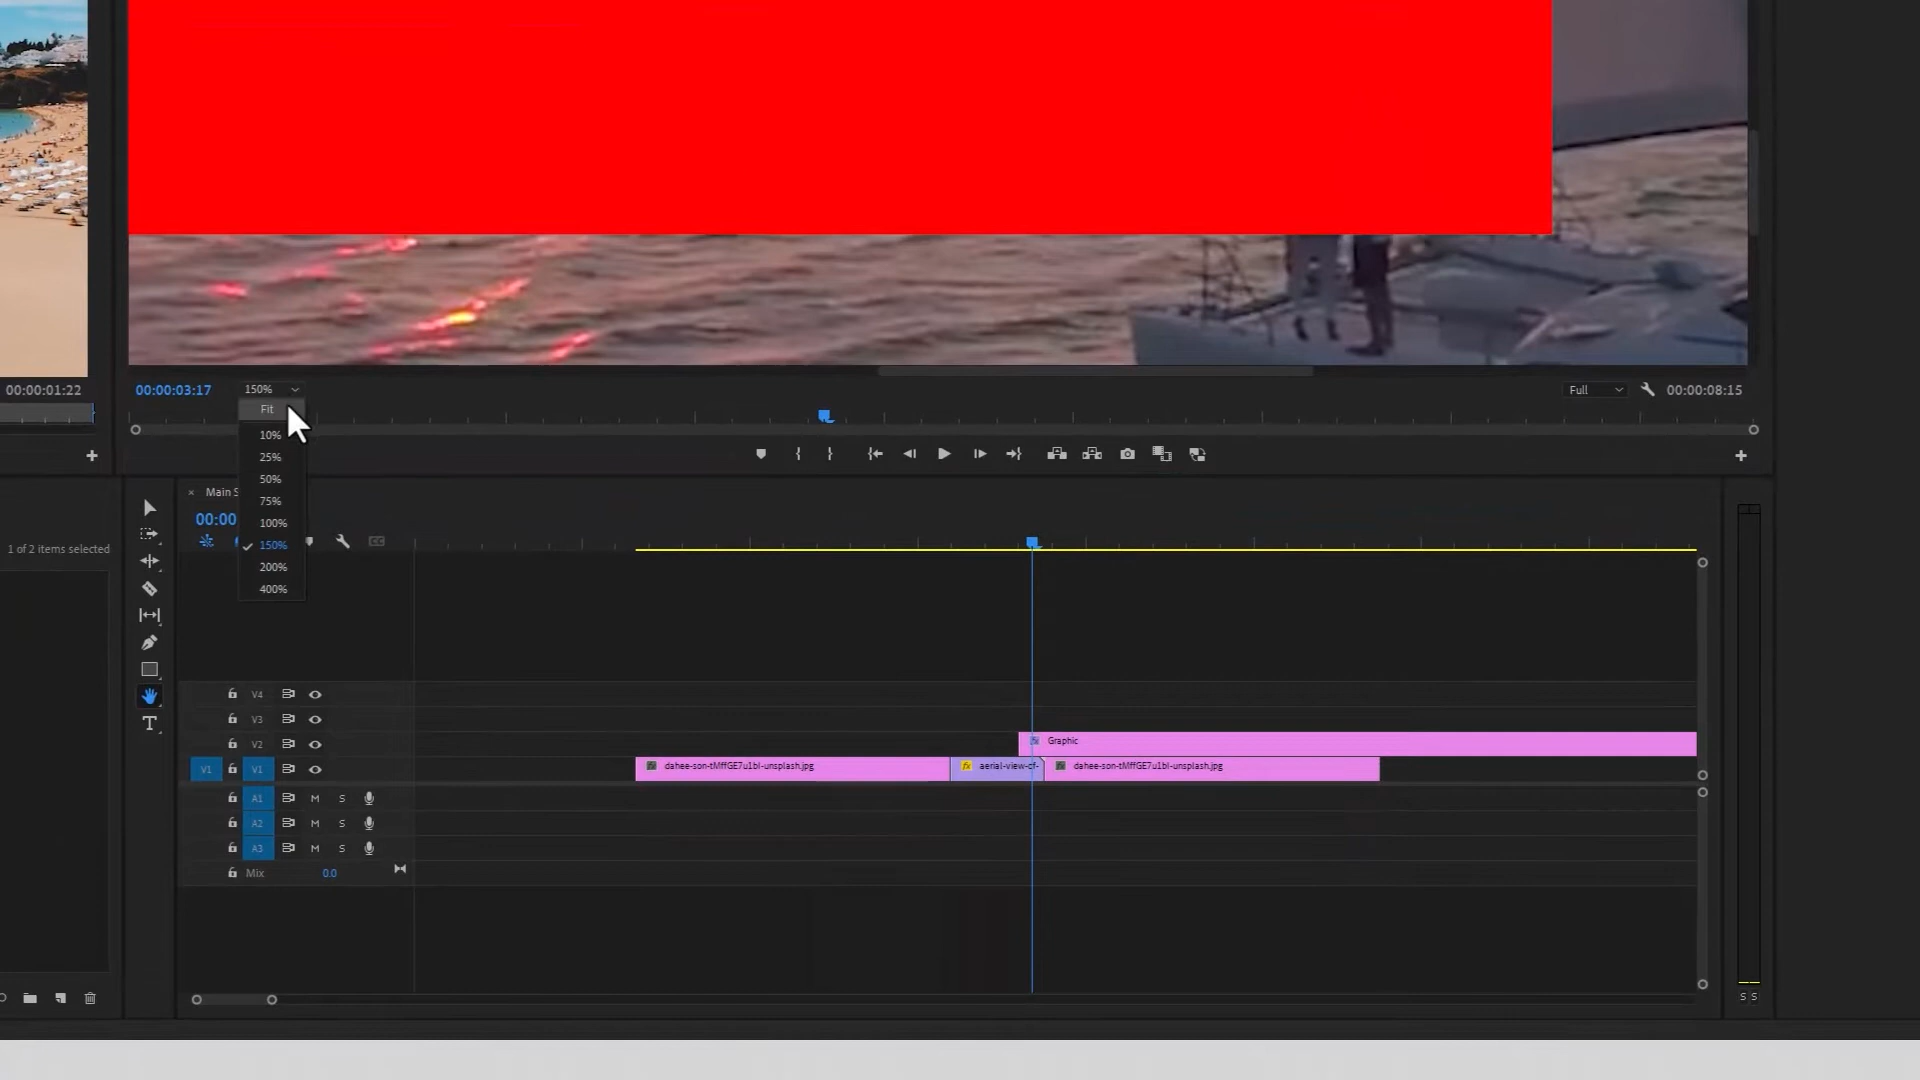 00:00:01:22
00:00:03:17
150%
Full
00:00:08:15
Fit
10%
25%
50%
75%
100%
150%
200%
400%
Main S
00:00
1 of 2 items selected
V4
V3
V2
Graphic
V1 V1
dahee-son-tMffGE7u1bI-unsplash.jpg
fx aerial-view-of-
dahee-son-tMffGE7u1bI-unsplash.jpg
A1 M S
A2 M S
A3 M S
Mix 0.0
S S